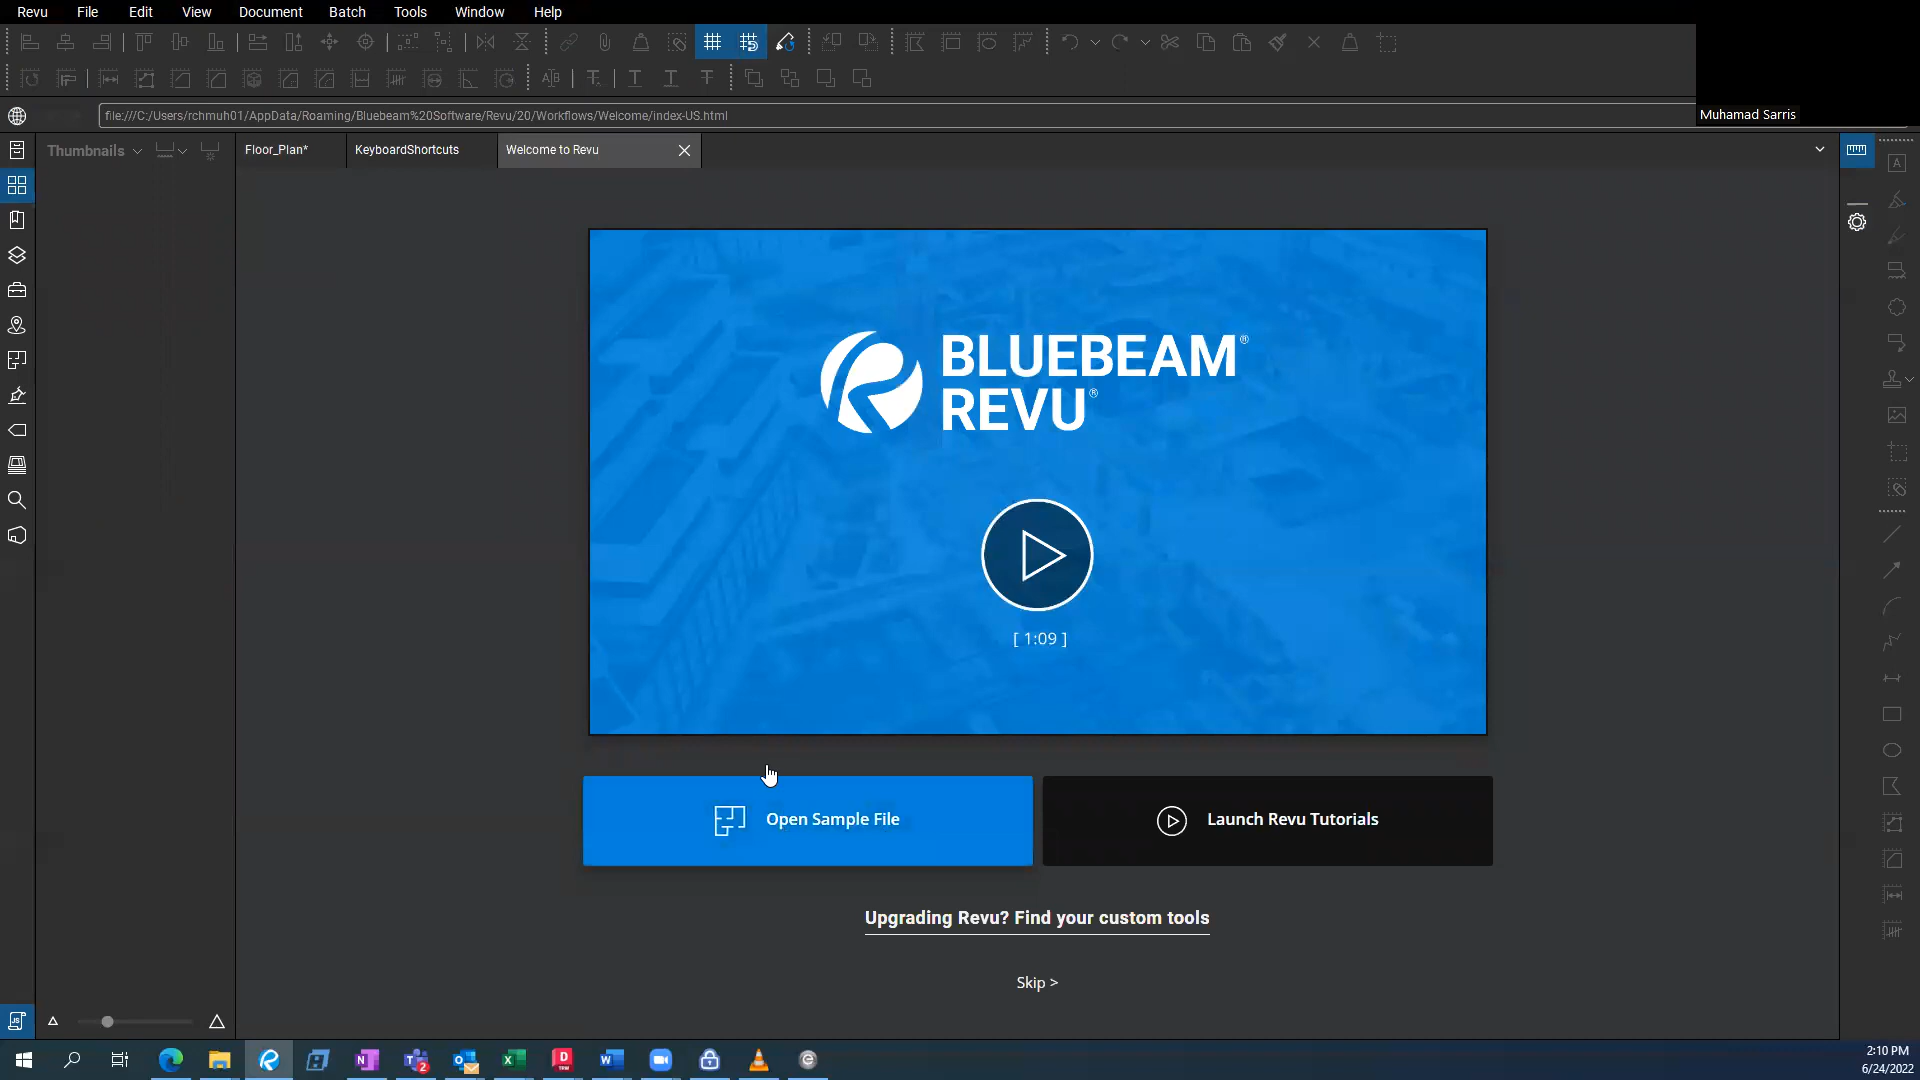 Revu File Edit View Document Batch Tools Window Help
file:///C:/Users/rchmuh01/AppData/Roaming/Bluebeam%20Software/Revu/20/Workflows/Welcome/index-US.html
Muhamad Sarris
Thumbnails
Floor_Plan* KeyboardShortcuts Welcome to Revu
BLUEBEAM®
REVU®
[ 1:09 ]
Open Sample File Launch Revu Tutorials
Upgrading Revu? Find your custom tools
Skip >
2:10 PM
6/24/2022